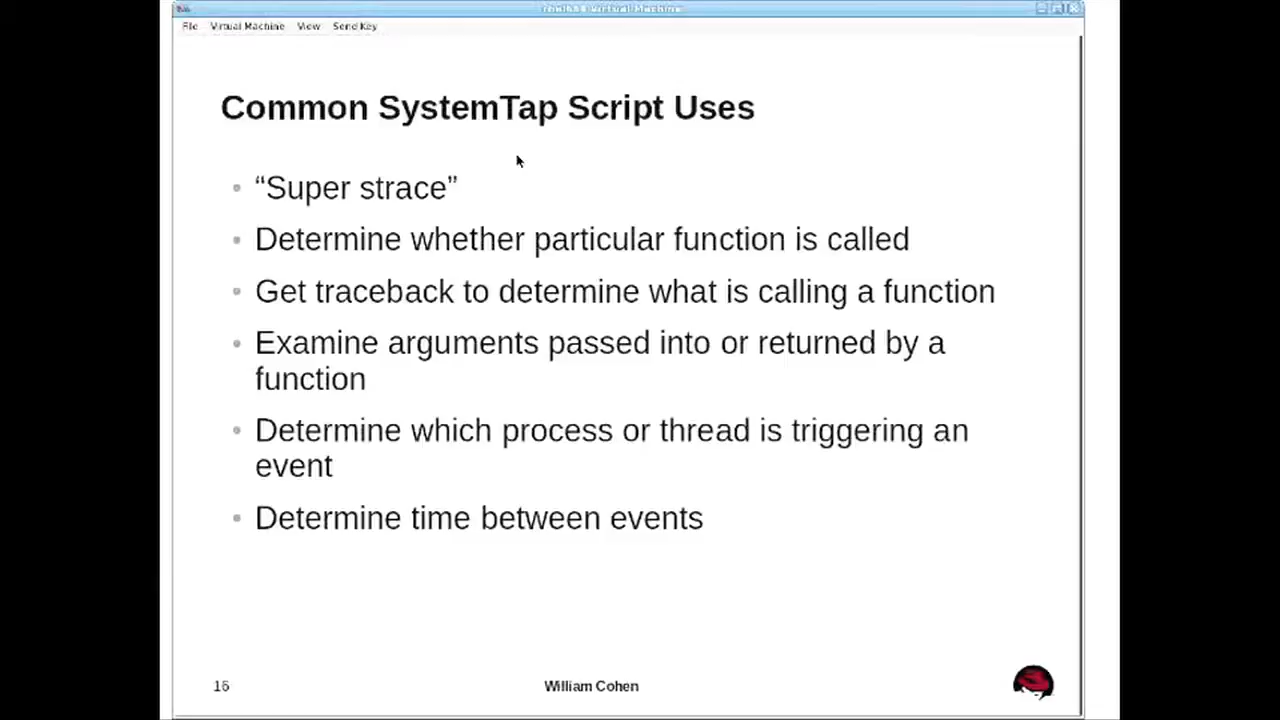 File Virtual Machine View Send Key
Common SystemTap Script Uses
“Super strace”
Determine whether particular function is called
Get traceback to determine what is calling a function
Examine arguments passed into or returned by a
function
Determine which process or thread is triggering an
event
Determine time between events
16 William Cohen